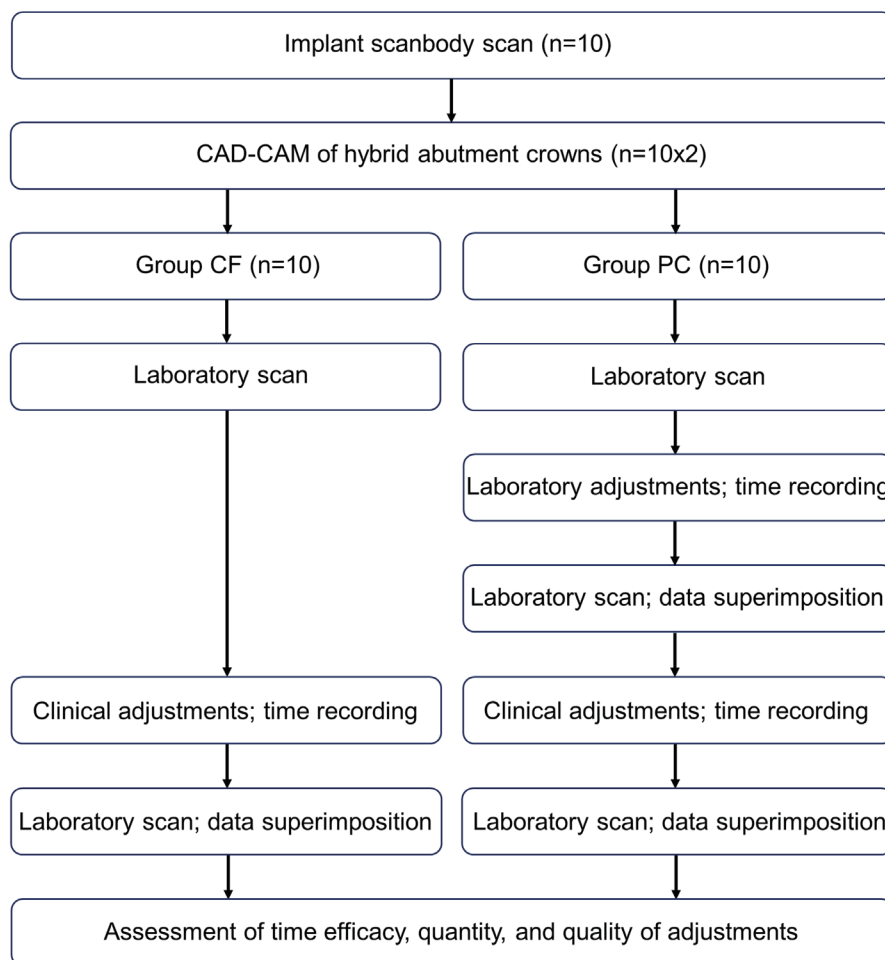 Implant scanbody scan (n=10)
CAD-CAM of hybrid abutment crowns (n=10x2)
Group CF (n=10)
Group PC (n=10)
Laboratory scan
Laboratory scan
Laboratory adjustments; time recording
Laboratory scan; data superimposition
Clinical adjustments; time recording
Clinical adjustments; time recording
Laboratory scan; data superimposition
Laboratory scan; data superimposition
Assessment of time efficacy, quantity, and quality of adjustments